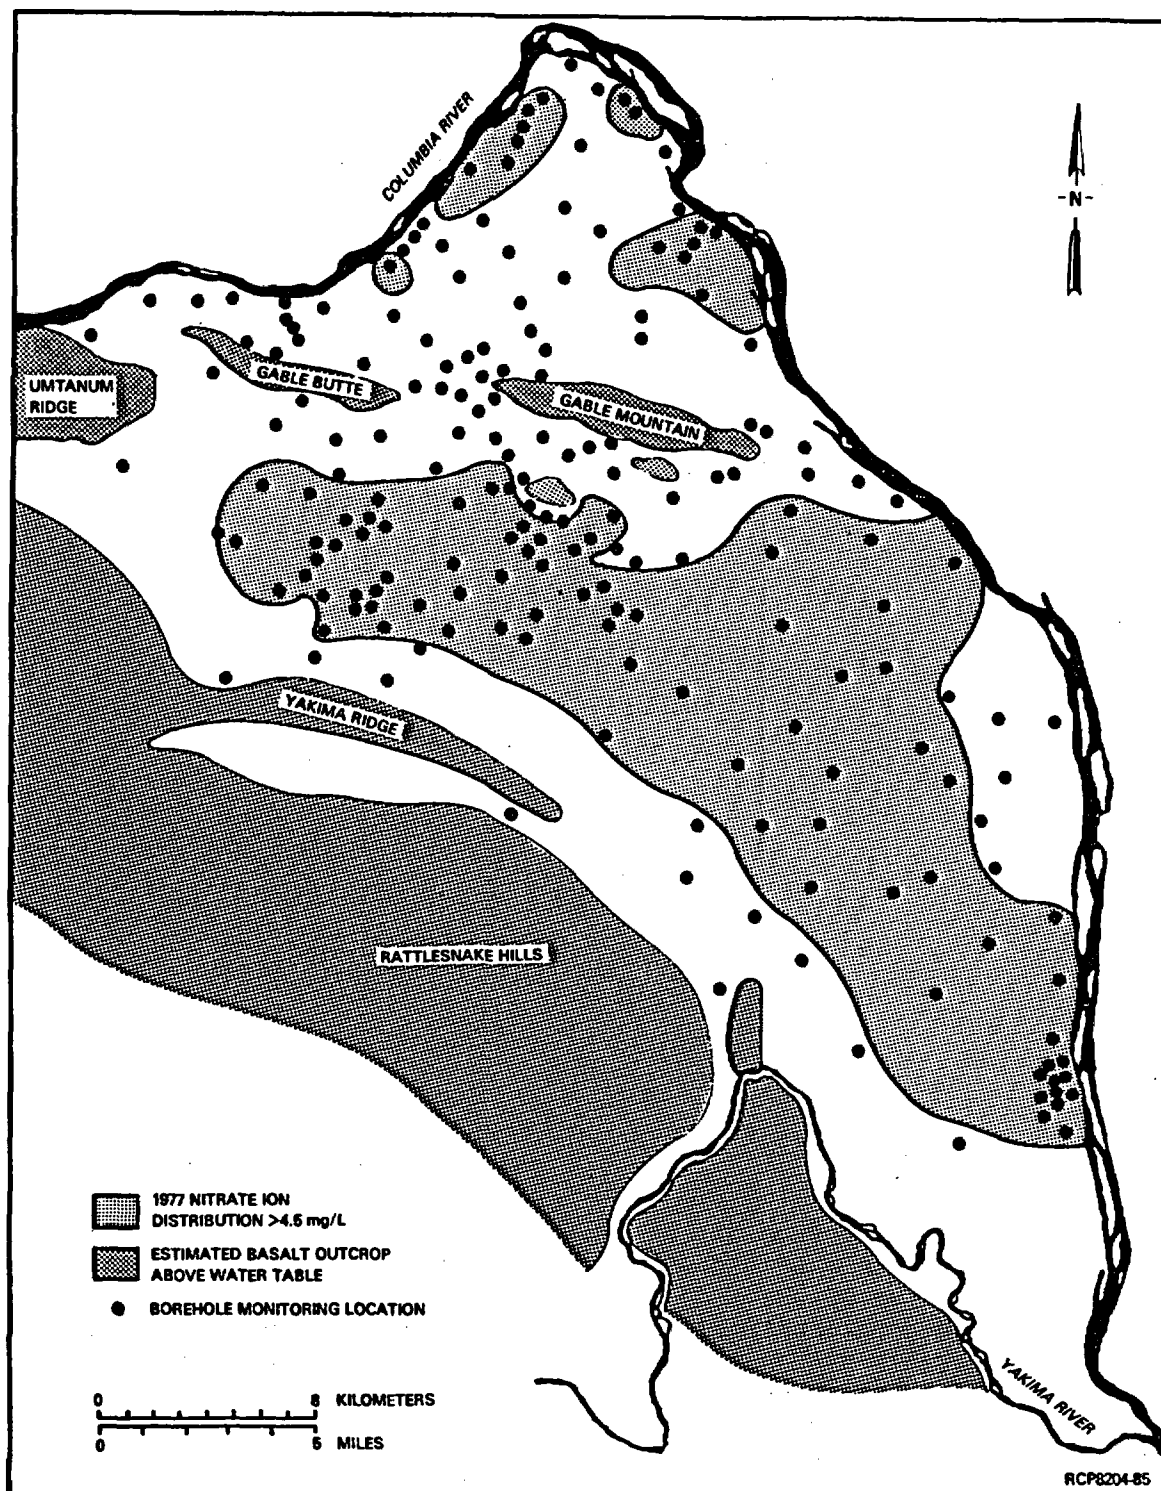 COLUMBIA RIVER
-N-
UMTANUM
RIDGE
GABLE BUTTE
GABLE MOUNTAIN
YAKIMA RIDGE
RATTLESNAKE HILLS
1977 NITRATE ION
DISTRIBUTION >4.5 mg/L
ESTIMATED BASALT OUTCROP
ABOVE WATER TABLE
BOREHOLE MONITORING LOCATION
0 8 KILOMETERS
0 5 MILES
YAKIMA RIVER
RCP8204-85